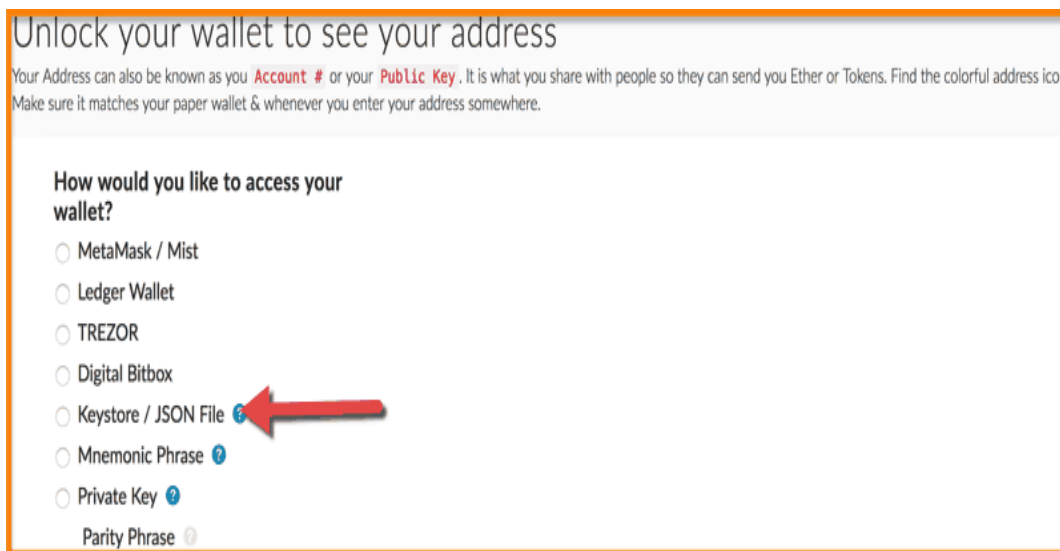 Unlock your wallet to see your address
Your Address can also be known as you Account # or your Public Key. It is what you share with people so they can send you Ether or Tokens. Find the colorful address ico
Make sure it matches your paper wallet & whenever you enter your address somewhere.
How would you like to access your
wallet?
MetaMask / Mist
Ledger Wallet
TREZOR
Digital Bitbox
Keystore / JSON File ?
Mnemonic Phrase ?
Private Key ?
Parity Phrase ?